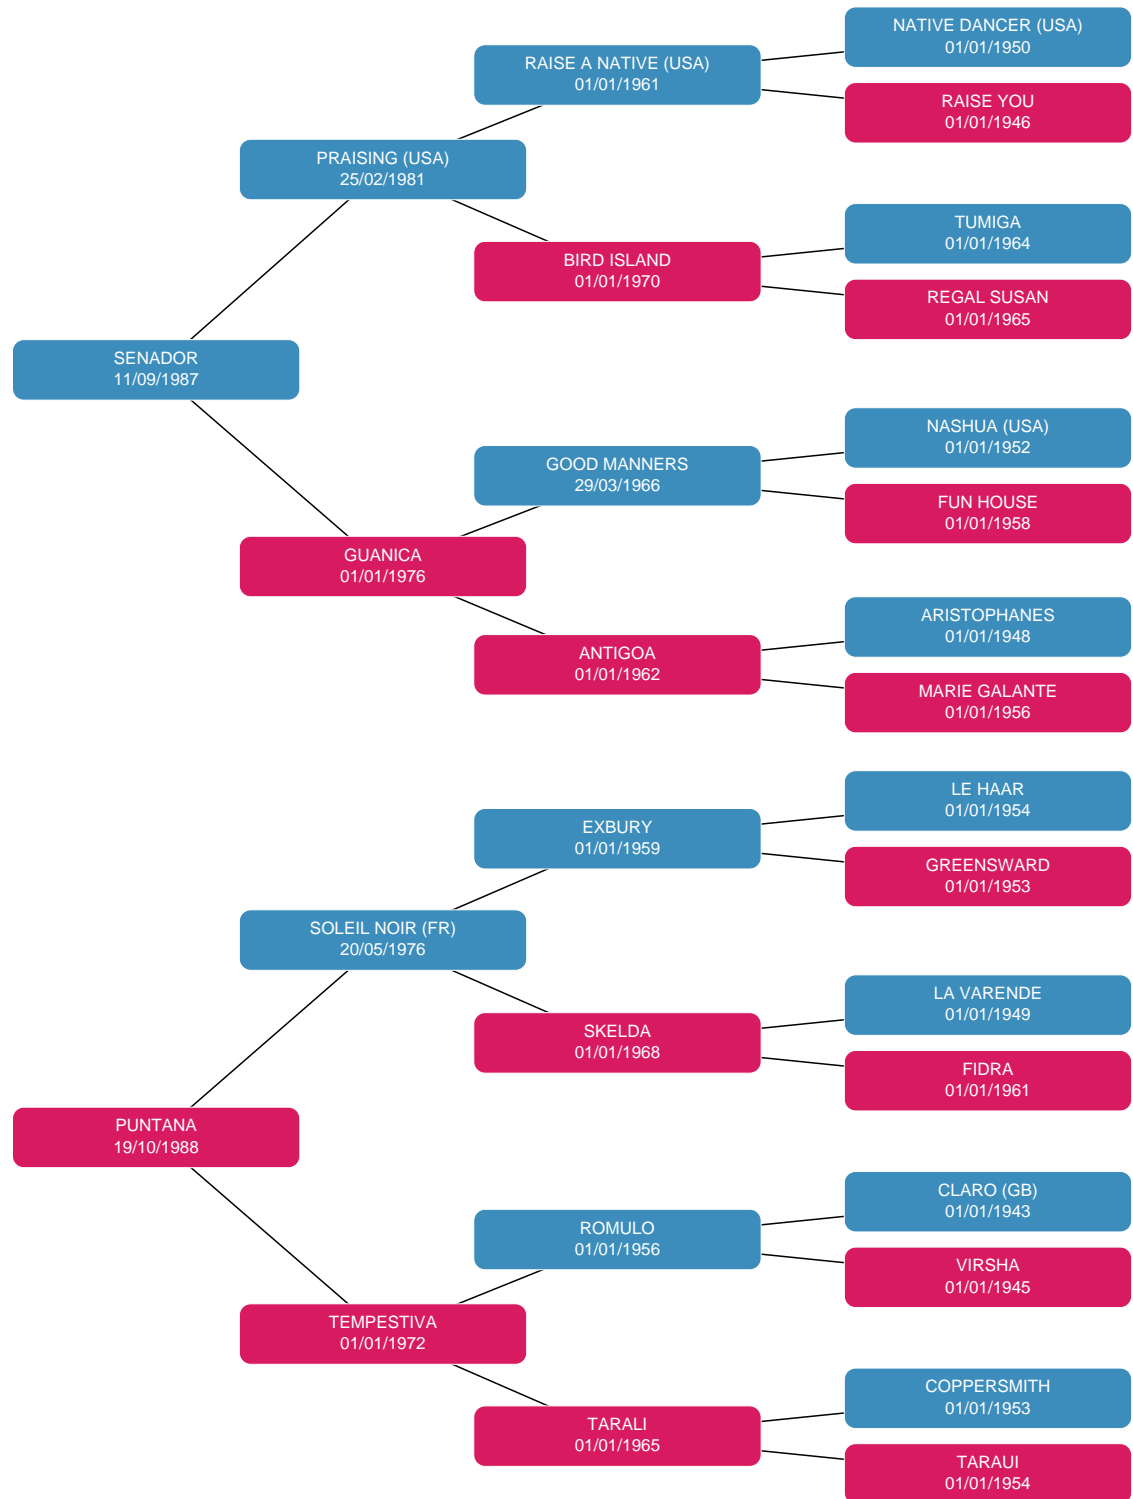 NATIVE DANCER (USA)
01/01/1950
RAISE A NATIVE (USA)
01/01/1961
RAISE YOU
01/01/1946
PRAISING (USA)
25/02/1981
TUMIGA
01/01/1964
BIRD ISLAND
01/01/1970
REGAL SUSAN
01/01/1965
SENADOR
11/09/1987
NASHUA (USA)
01/01/1952
GOOD MANNERS
29/03/1966
FUN HOUSE
01/01/1958
GUANICA
01/01/1976
ARISTOPHANES
01/01/1948
ANTIGOA
01/01/1962
MARIE GALANTE
01/01/1956
LE HAAR
01/01/1954
EXBURY
01/01/1959
GREENSWARD
01/01/1953
SOLEIL NOIR (FR)
20/05/1976
LA VARENDE
01/01/1949
SKELDA
01/01/1968
FIDRA
01/01/1961
PUNTANA
19/10/1988
CLARO (GB)
01/01/1943
ROMULO
01/01/1956
VIRSHA
01/01/1945
TEMPESTIVA
01/01/1972
COPPERSMITH
01/01/1953
TARALI
01/01/1965
TARAUI
01/01/1954